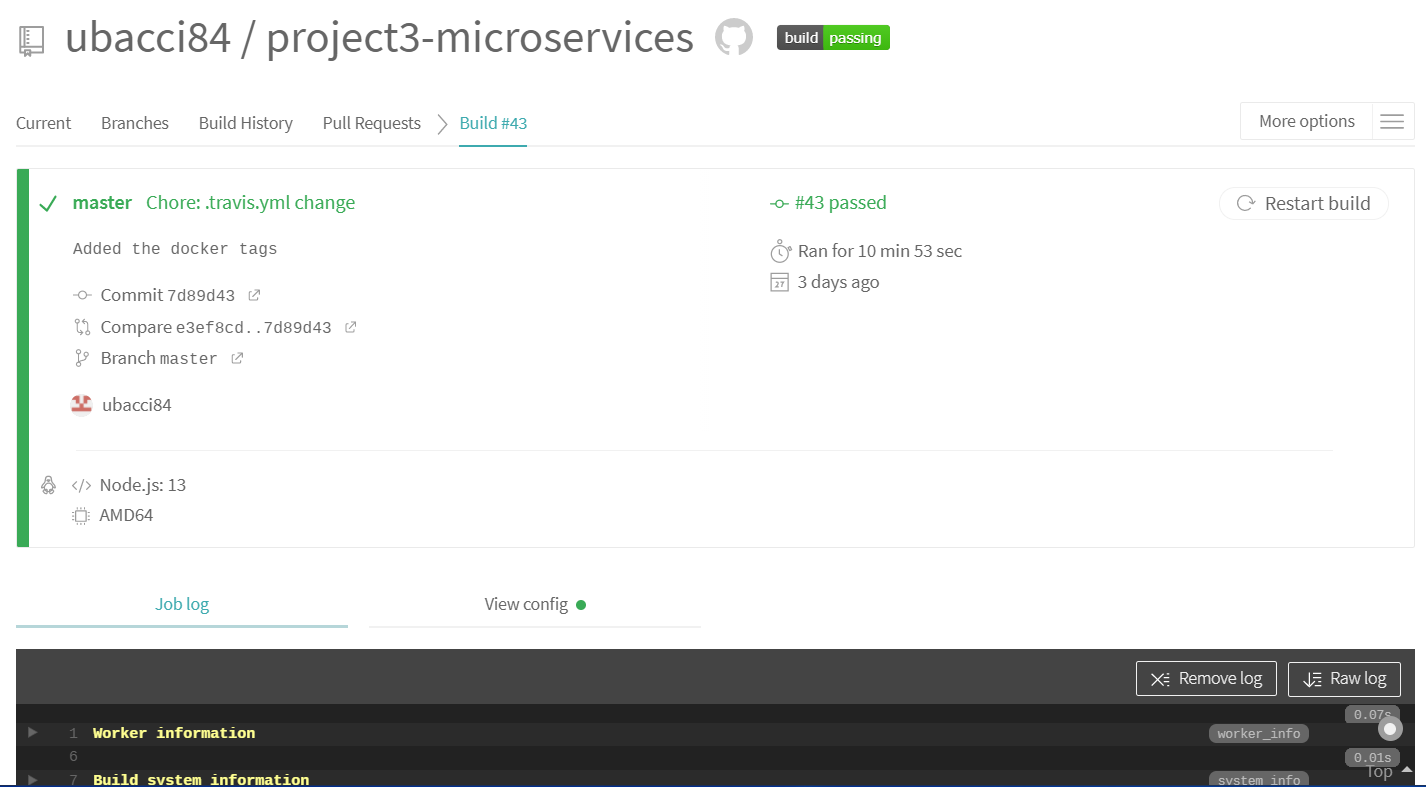 ubacci84 / project3-microservices build passing
Current Branches Build History Pull Requests Build #43 More options
master Chore: .travis.yml change #43 passed Restart build
Added the docker tags Ran for 10 min 53 sec
3 days ago
Commit 7d89d43
Compare e3ef8cd..7d89d43
Branch master
ubacci84
Node.js: 13
AMD64
Job log View config
Remove log Raw log
0.07s
1 Worker information worker_info
6 0.01s
Top
7 Build system information system_info